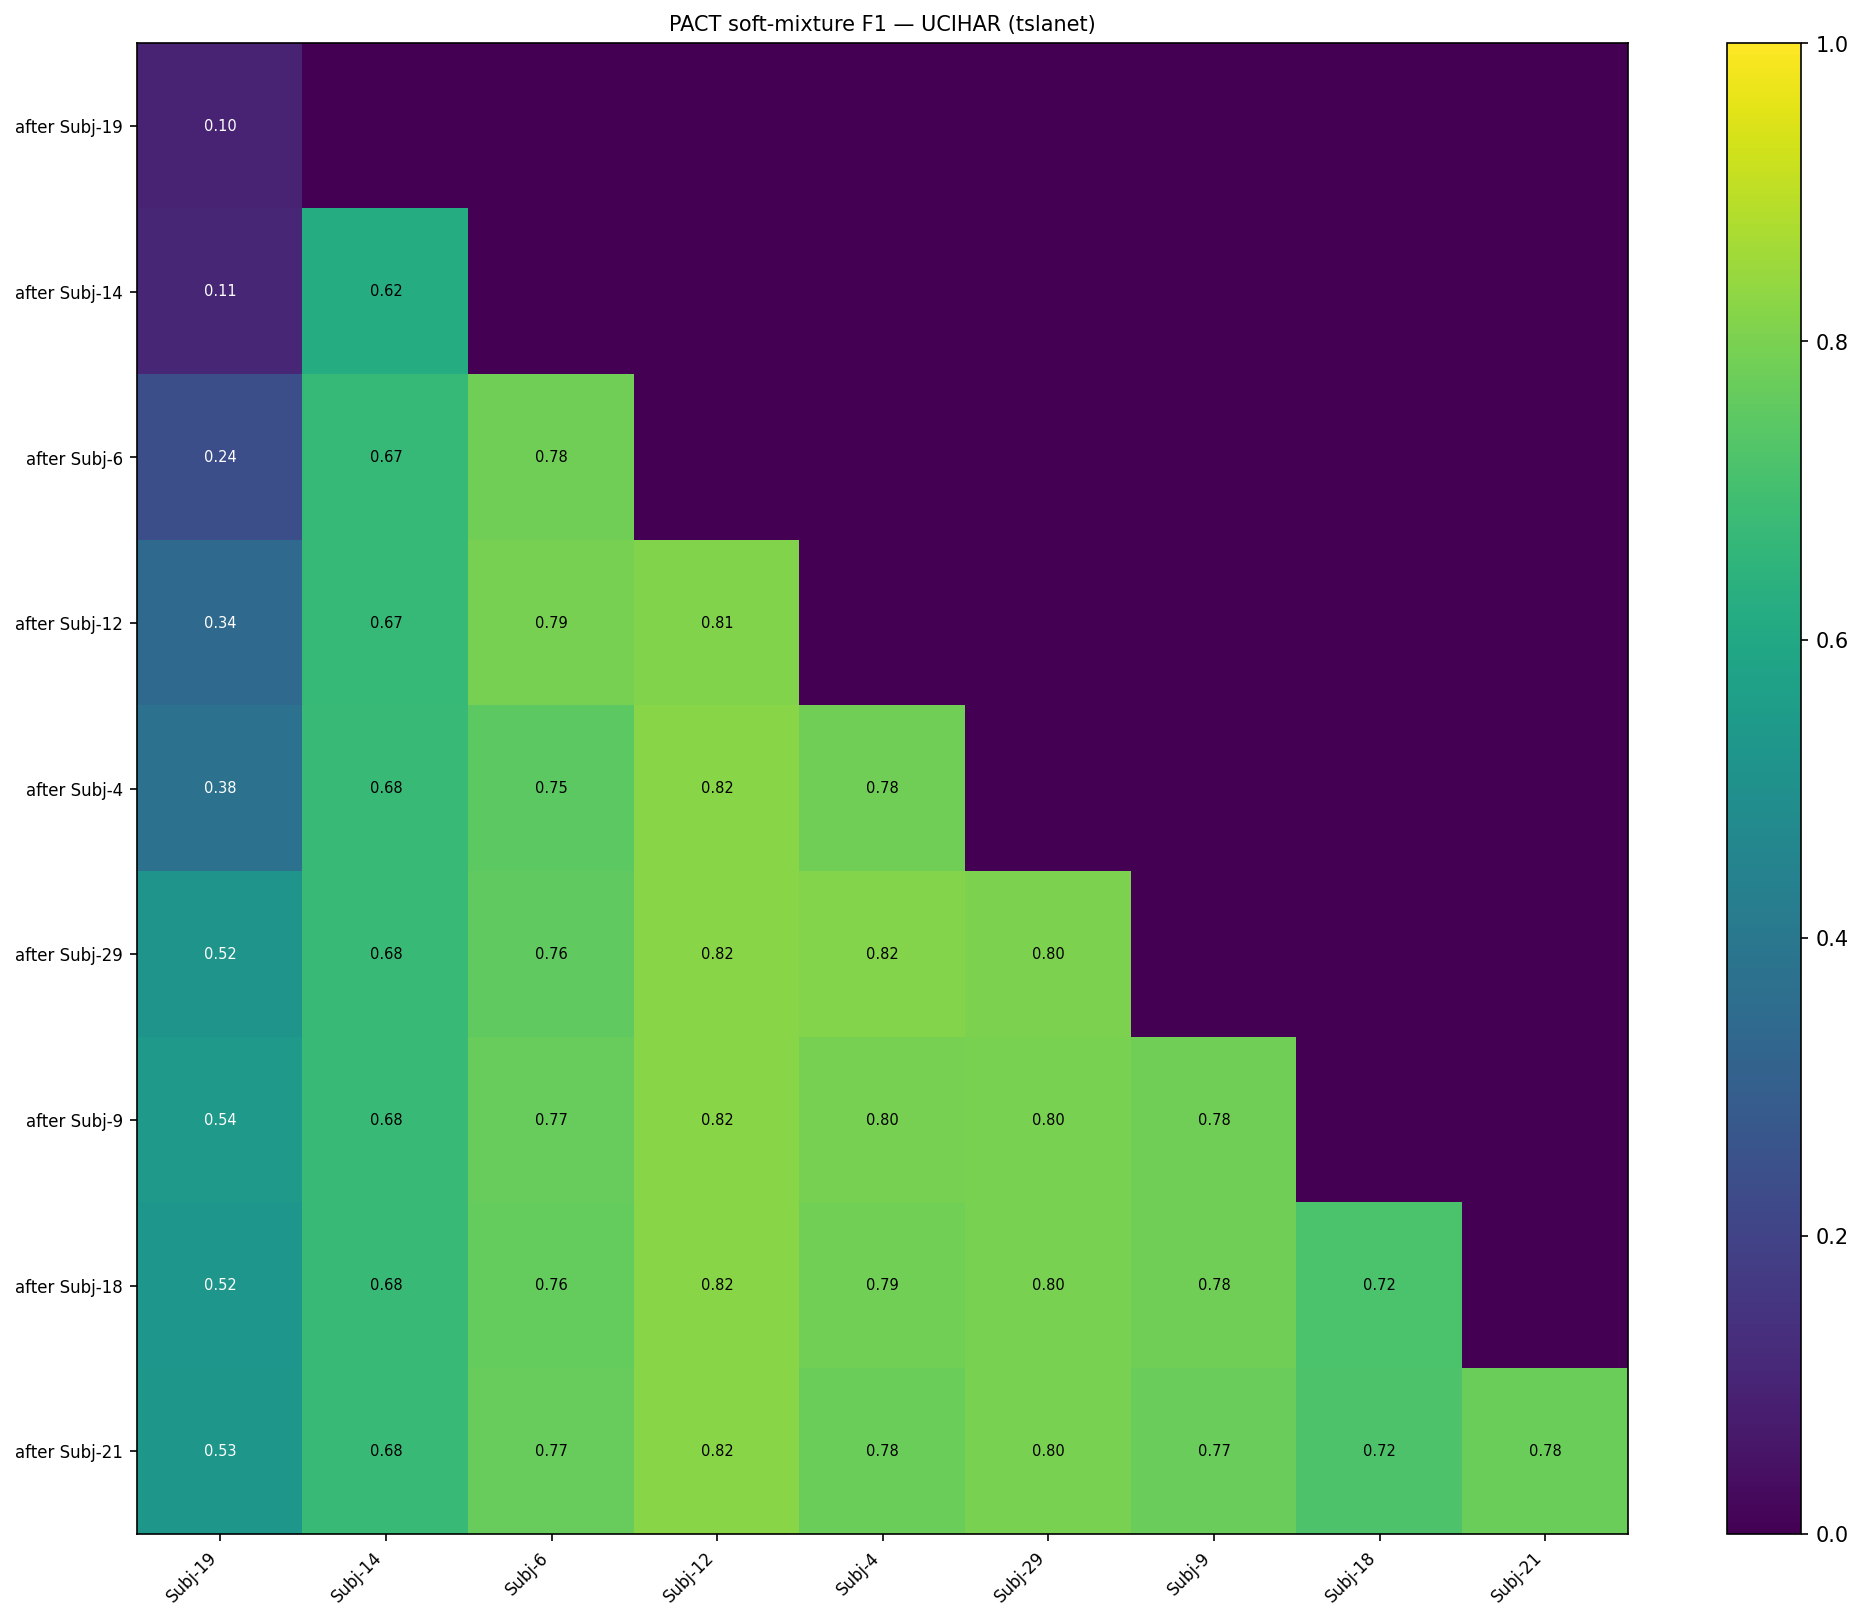 PACT soft-mixture F1 — UCIHAR (tslanet)
1.0
after Subj-19 0.10
after Subj-14 0.11 0.62
0.8
after Subj-6 0.24 0.67 0.78
after Subj-12 0.34 0.67 0.79 0.81
0.6
after Subj-4 0.38 0.68 0.75 0.82 0.78
after Subj-29 0.52 0.68 0.76 0.82 0.82 0.80
0.4
after Subj-9 0.54 0.68 0.77 0.82 0.80 0.80 0.78
0.2
after Subj-18 0.52 0.68 0.76 0.82 0.79 0.80 0.78 0.72
after Subj-21 0.53 0.68 0.77 0.82 0.78 0.80 0.77 0.72 0.78
0.0
Subj-19 Subj-14 Subj-6 Subj-12 Subj-4 Subj-29 Subj-9 Subj-18 Subj-21